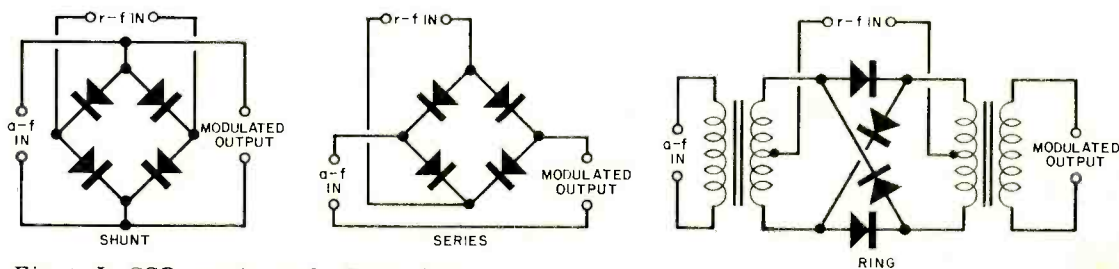 r-f IN
a-f
IN
MODULATED
OUTPUT
SHUNT
r-f IN
a-f
IN
MODULATED
OUTPUT
SERIES
r-f IN
a-f
IN
MODULATED
OUTPUT
RING